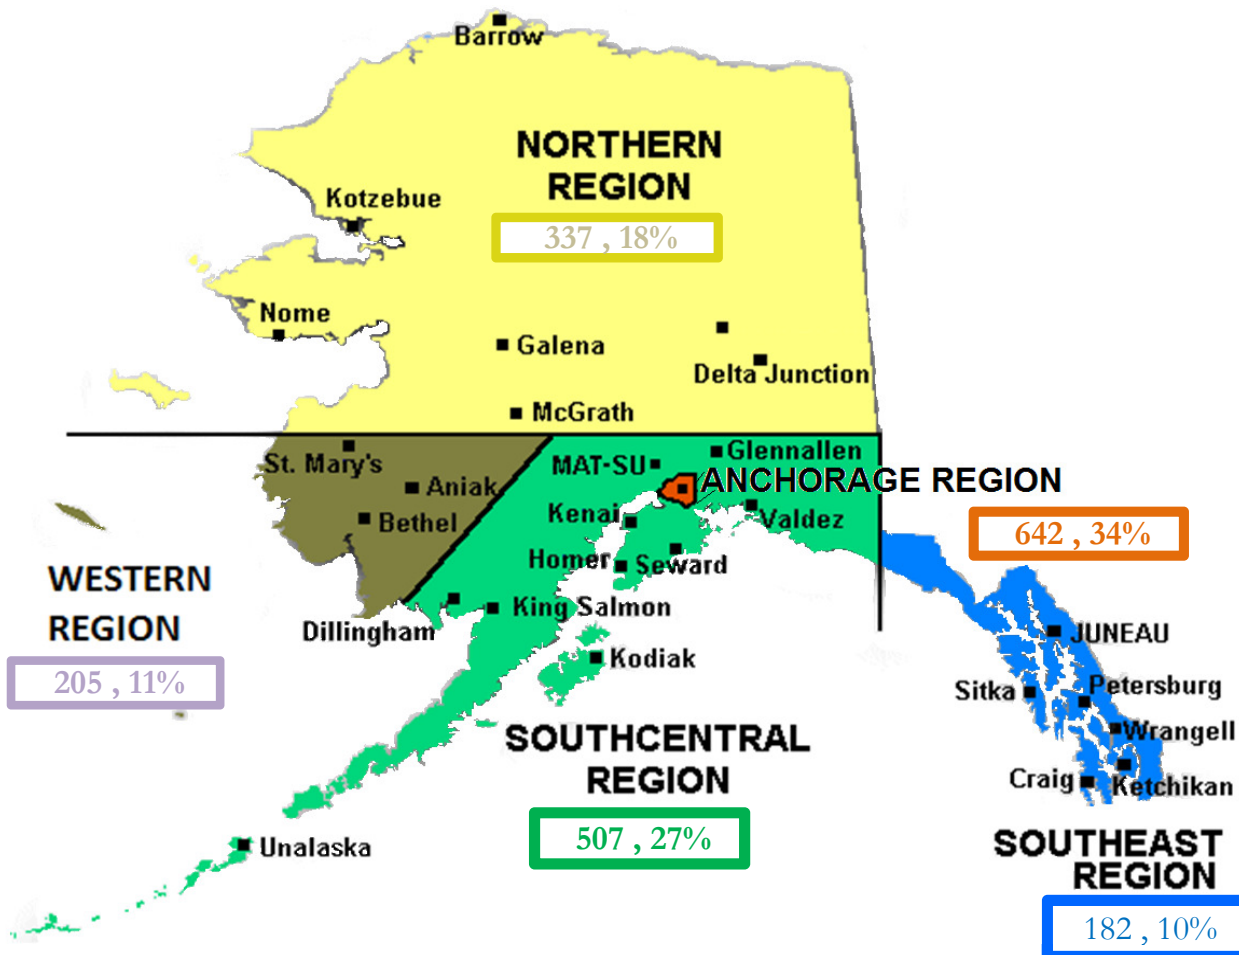 Barrow
NORTHERN
REGION
Kotzebue
337 , 18%
Nome
Galena
Delta Junction
McGrath
St. Mary's
MAT-SU
Glennallen
Aniak
ANCHORAGE REGION
Bethel
Kenai
Valdez
642 , 34%
Homer
Seward
WESTERN
REGION
King Salmon
Dillingham
205 , 11%
Kodiak
JUNEAU
Sitka
Petersburg
Wrangell
SOUTHCENTRAL
REGION
Craig
Ketchikan
507 , 27%
Unalaska
SOUTHEAST
REGION
182 , 10%